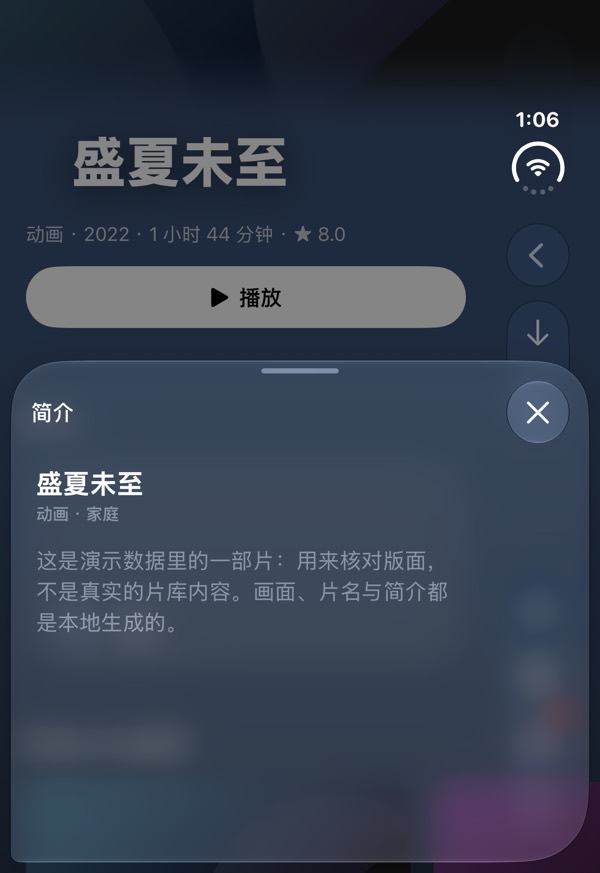 1:06
盛夏未至
动画 · 2022 · 1 小时 44 分钟 · ★ 8.0
播放
简介
盛夏未至
动画 · 家庭
这是演示数据里的一部片：用来核对版面，
不是真实的片库内容。画面、片名与简介都
是本地生成的。